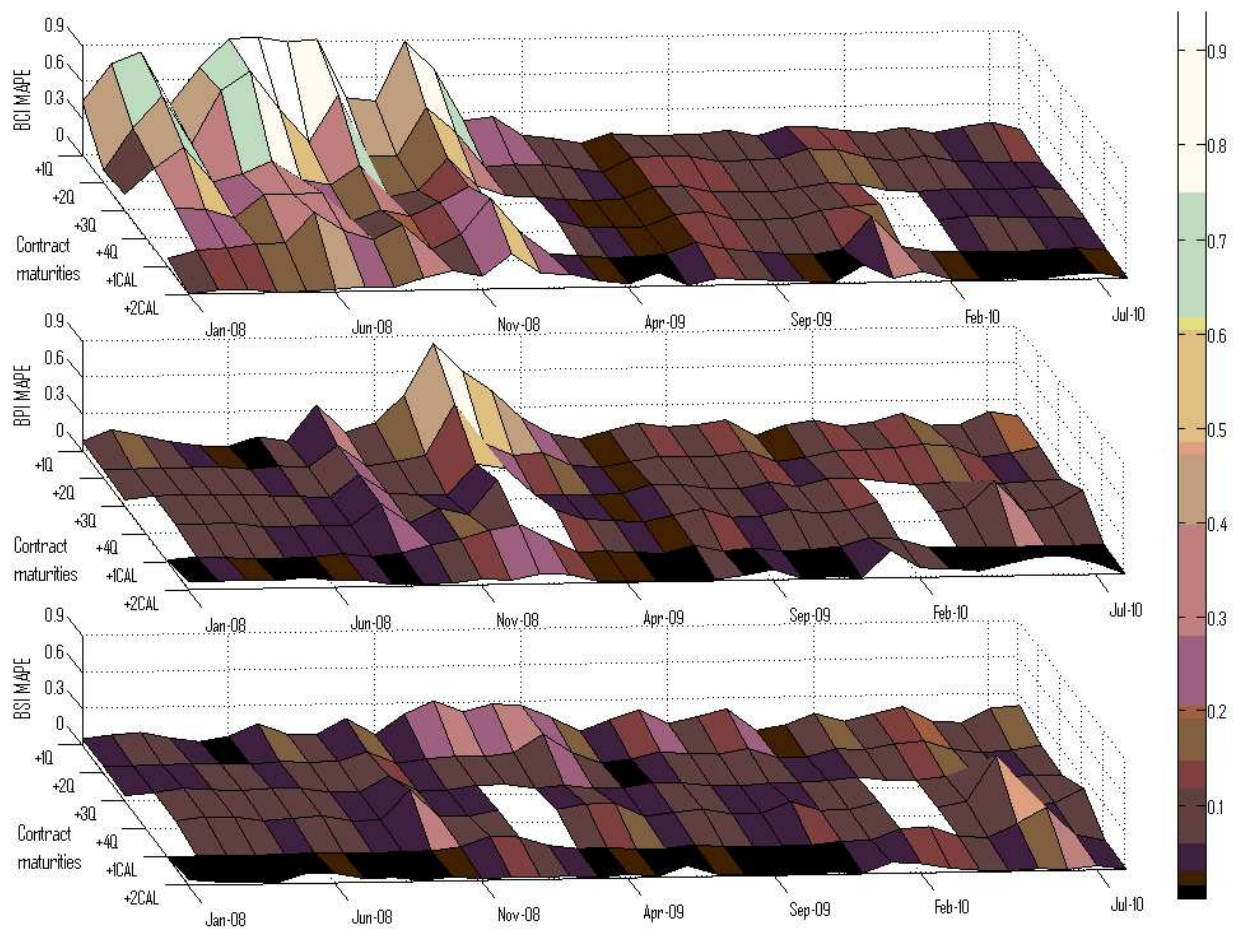 0.9
0.6
0.3
0
BCI MAPE
+1Q
+2Q
+3Q
+4Q
+1CAL
+2CAL
Contract
maturities
Jan-08
Jun-08
Nov-08
Apr-09
Sep-09
Feb-10
Jul-10
0.9
0.6
0.3
0
BPI MAPE
+1Q
+2Q
+3Q
+4Q
+1CAL
+2CAL
Contract
maturities
Jan-08
Jun-08
Nov-08
Apr-09
Sep-09
Feb-10
Jul-10
0.9
0.6
0.3
0
BSI MAPE
+1Q
+2Q
+3Q
+4Q
+1CAL
+2CAL
Contract
maturities
Jan-08
Jun-08
Nov-08
Apr-09
Sep-09
Feb-10
Jul-10
0.9
0.8
0.7
0.6
0.5
0.4
0.3
0.2
0.1